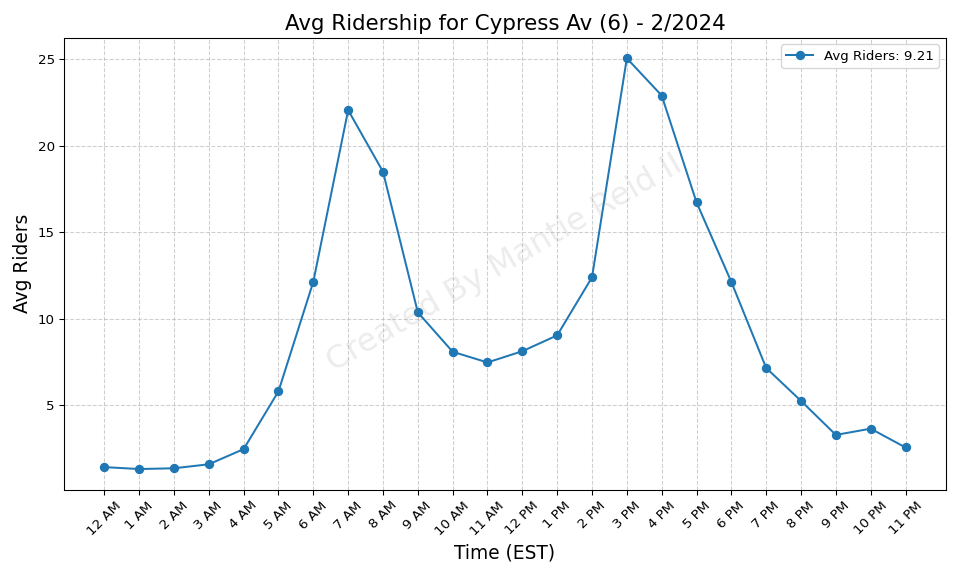 Avg Ridership for Cypress Av (6) - 2/2024
Avg Riders: 9.21
25
20
15
10
5
Avg Riders
Created By Mantie Reid II
12 AM
1 AM
2 AM
3 AM
4 AM
5 AM
6 AM
7 AM
8 AM
9 AM
10 AM
11 AM
12 PM
1 PM
2 PM
3 PM
4 PM
5 PM
6 PM
7 PM
8 PM
9 PM
10 PM
11 PM
Time (EST)